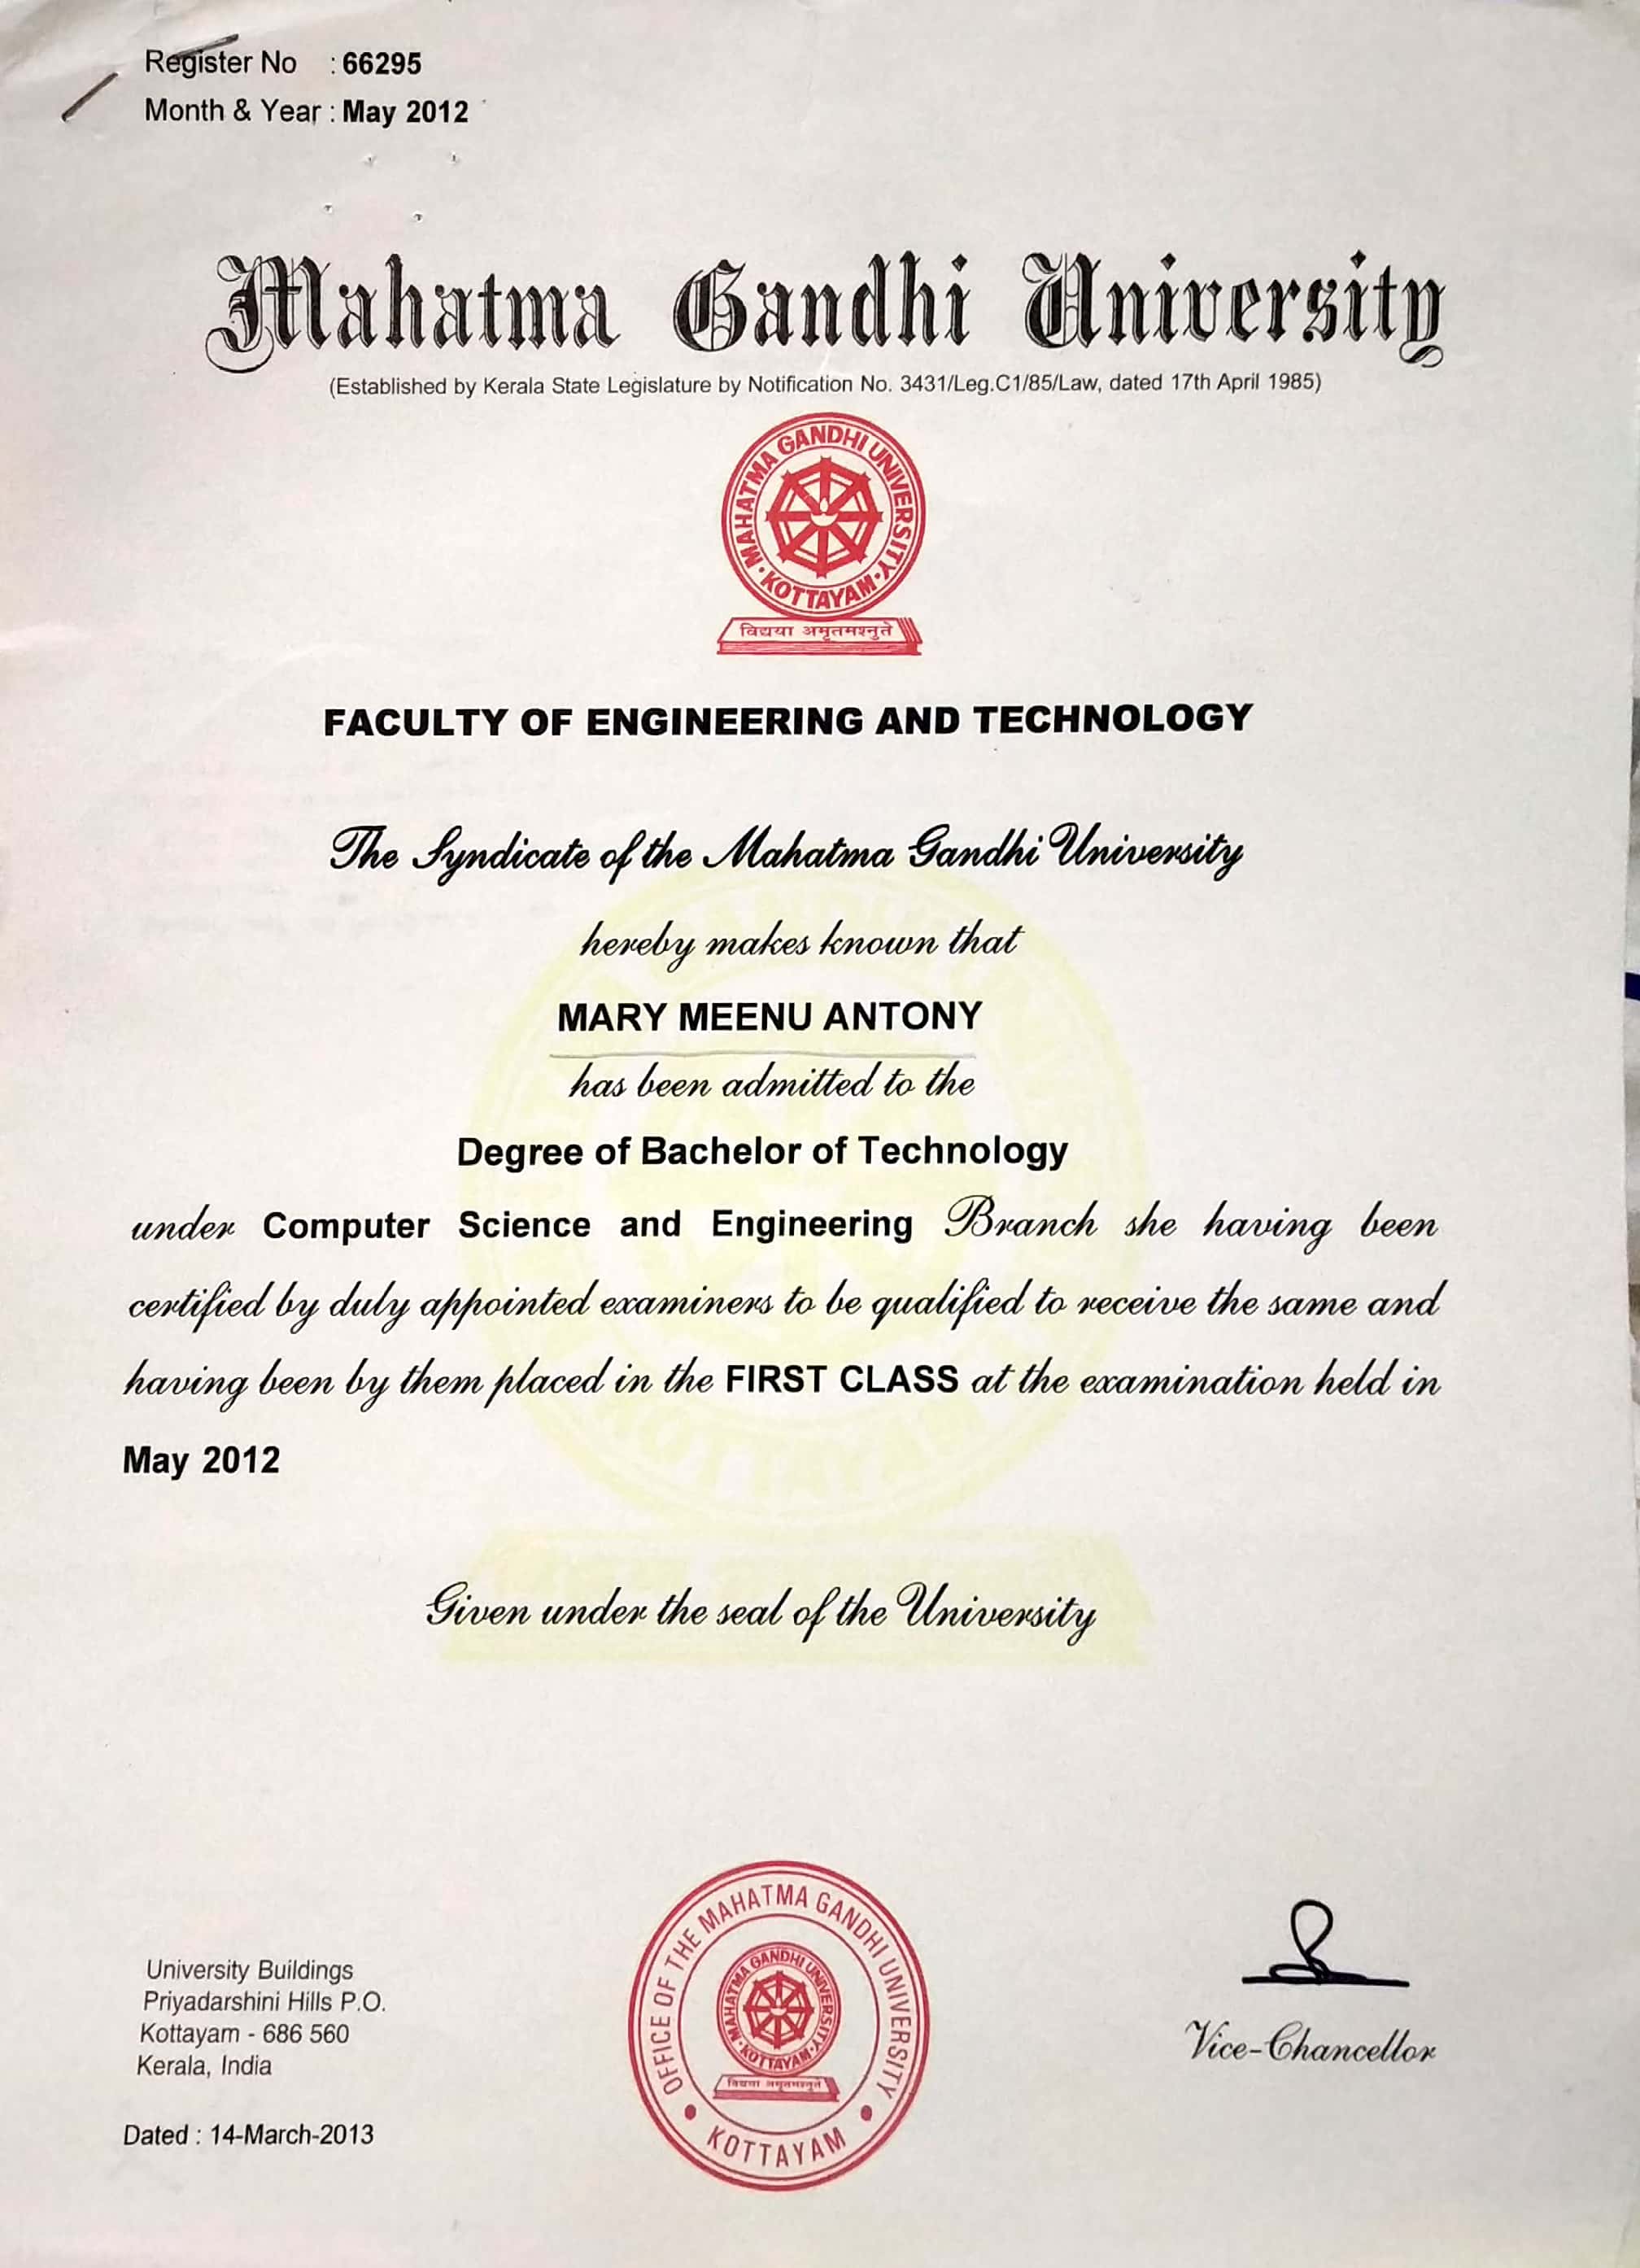 Register No : 66295
Month & Year : May 2012
Mahatma Gandhi University
(Established by Kerala State Legislature by Notification No. 3431/Leg.C1/85/Law, dated 17th April 1985)
MAHATMA GANDHI UNIVERSITY · KOTTAYAM ·
विद्यया अमृतमश्नुते
FACULTY OF ENGINEERING AND TECHNOLOGY
The Syndicate of the Mahatma Gandhi University
hereby makes known that
MARY MEENU ANTONY
has been admitted to the
Degree of Bachelor of Technology
under Computer Science and Engineering Branch she having been
certified by duly appointed examiners to be qualified to receive the same and
having been by them placed in the FIRST CLASS at the examination held in
May 2012
Given under the seal of the University
University Buildings
Priyadarshini Hills P.O.
Kottayam - 686 560
Kerala, India
Dated : 14-March-2013
OFFICE OF THE MAHATMA GANDHI UNIVERSITY
• KOTTAYAM •
MAHATMA GANDHI UNIVERSITY · KOTTAYAM ·
विद्यया अमृतमश्नुते
Vice-Chancellor